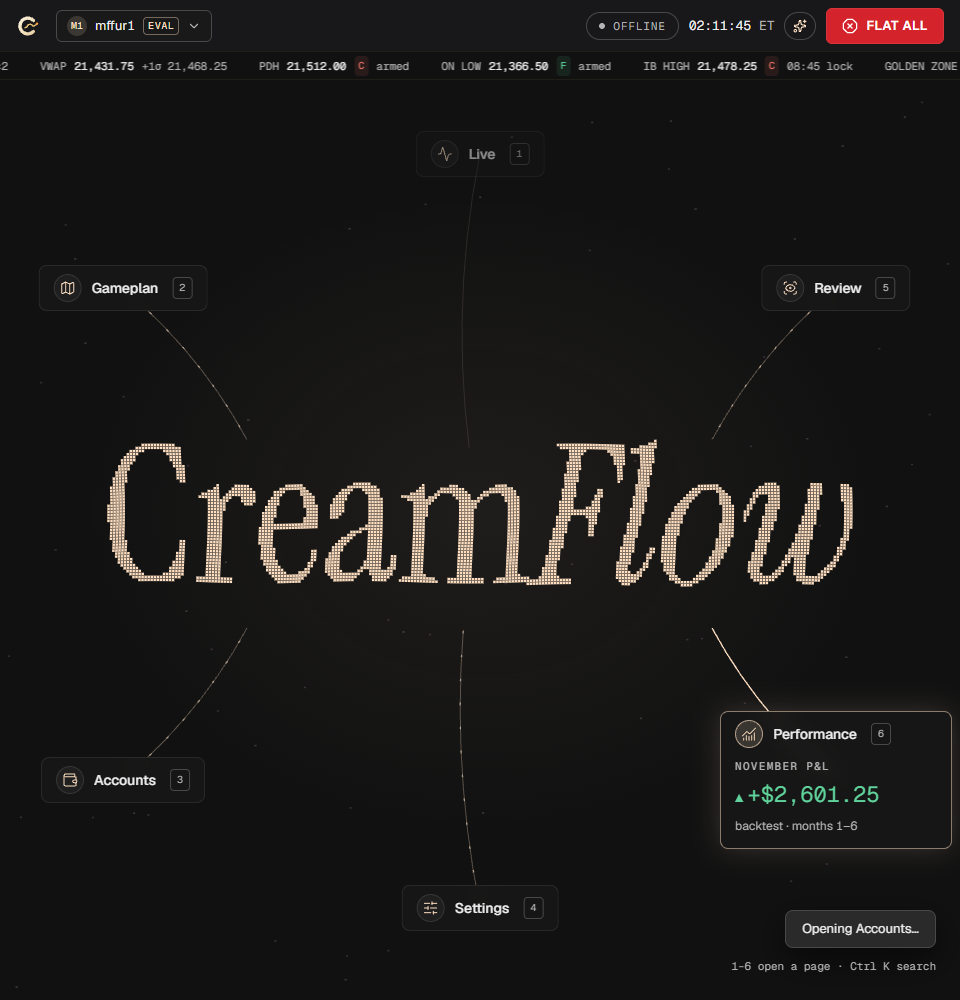 M1 mffur1 EVAL
OFFLINE 02:11:45 ET FLAT ALL
2 VWAP 21,431.75 +1σ 21,468.25 PDH 21,512.00 C armed ON LOW 21,366.50 F armed IB HIGH 21,478.25 C 08:45 lock GOLDEN ZONE
Live 1
Gameplan 2
Review 5
CreamFlow
Performance 6
NOVEMBER P&L
▲+$2,601.25
backtest · months 1–6
Accounts 3
Settings 4
Opening Accounts…
1–6 open a page · Ctrl K search